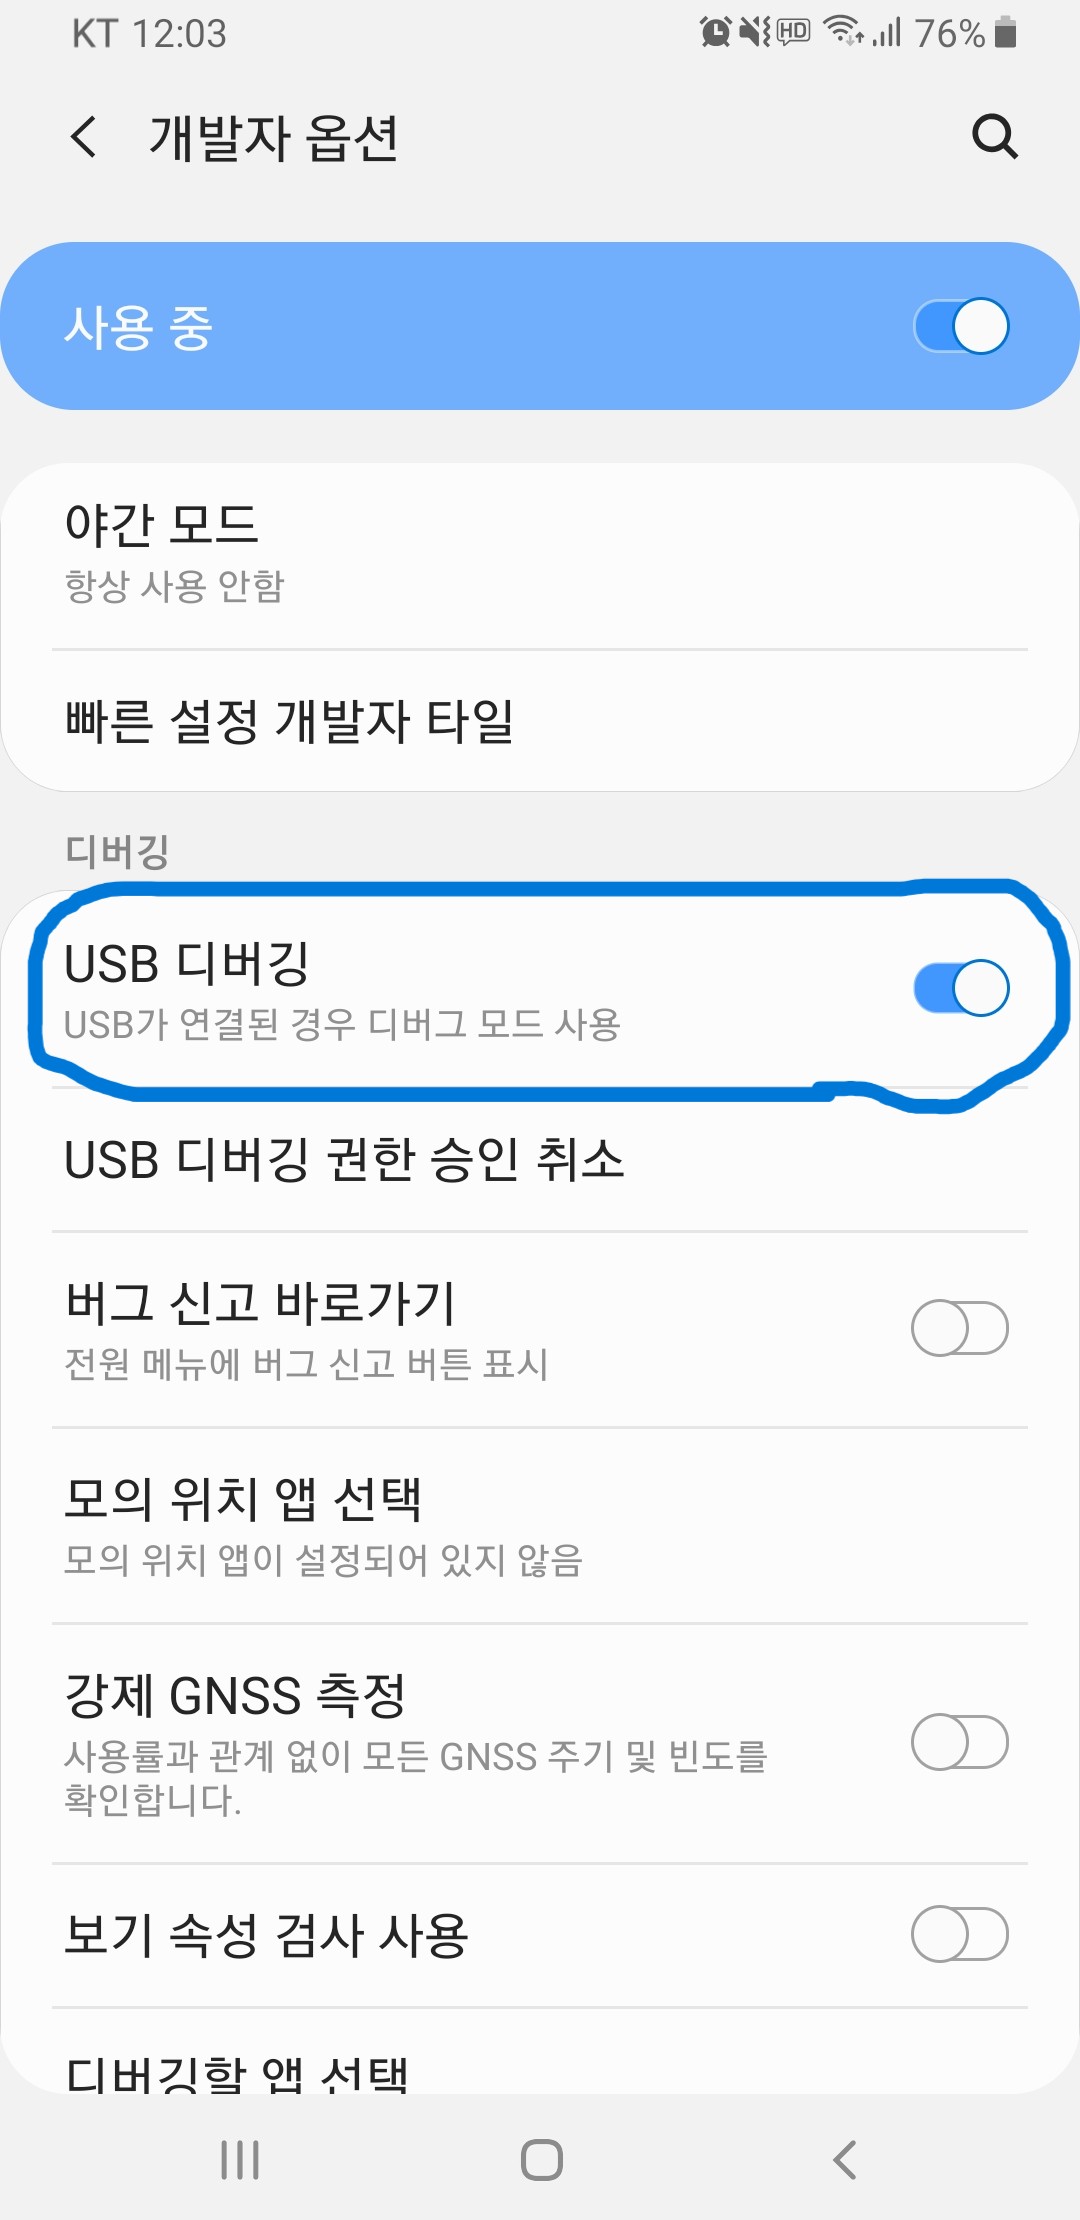 KT 12:03 HD 76%
개발자 옵션
사용 중
야간 모드
항상 사용 안함
빠른 설정 개발자 타일
디버깅
USB 디버깅
USB가 연결된 경우 디버그 모드 사용
USB 디버깅 권한 승인 취소
버그 신고 바로가기
전원 메뉴에 버그 신고 버튼 표시
모의 위치 앱 선택
모의 위치 앱이 설정되어 있지 않음
강제 GNSS 측정
사용률과 관계 없이 모든 GNSS 주기 및 빈도를
확인합니다.
보기 속성 검사 사용
디버깅할 앱 선택